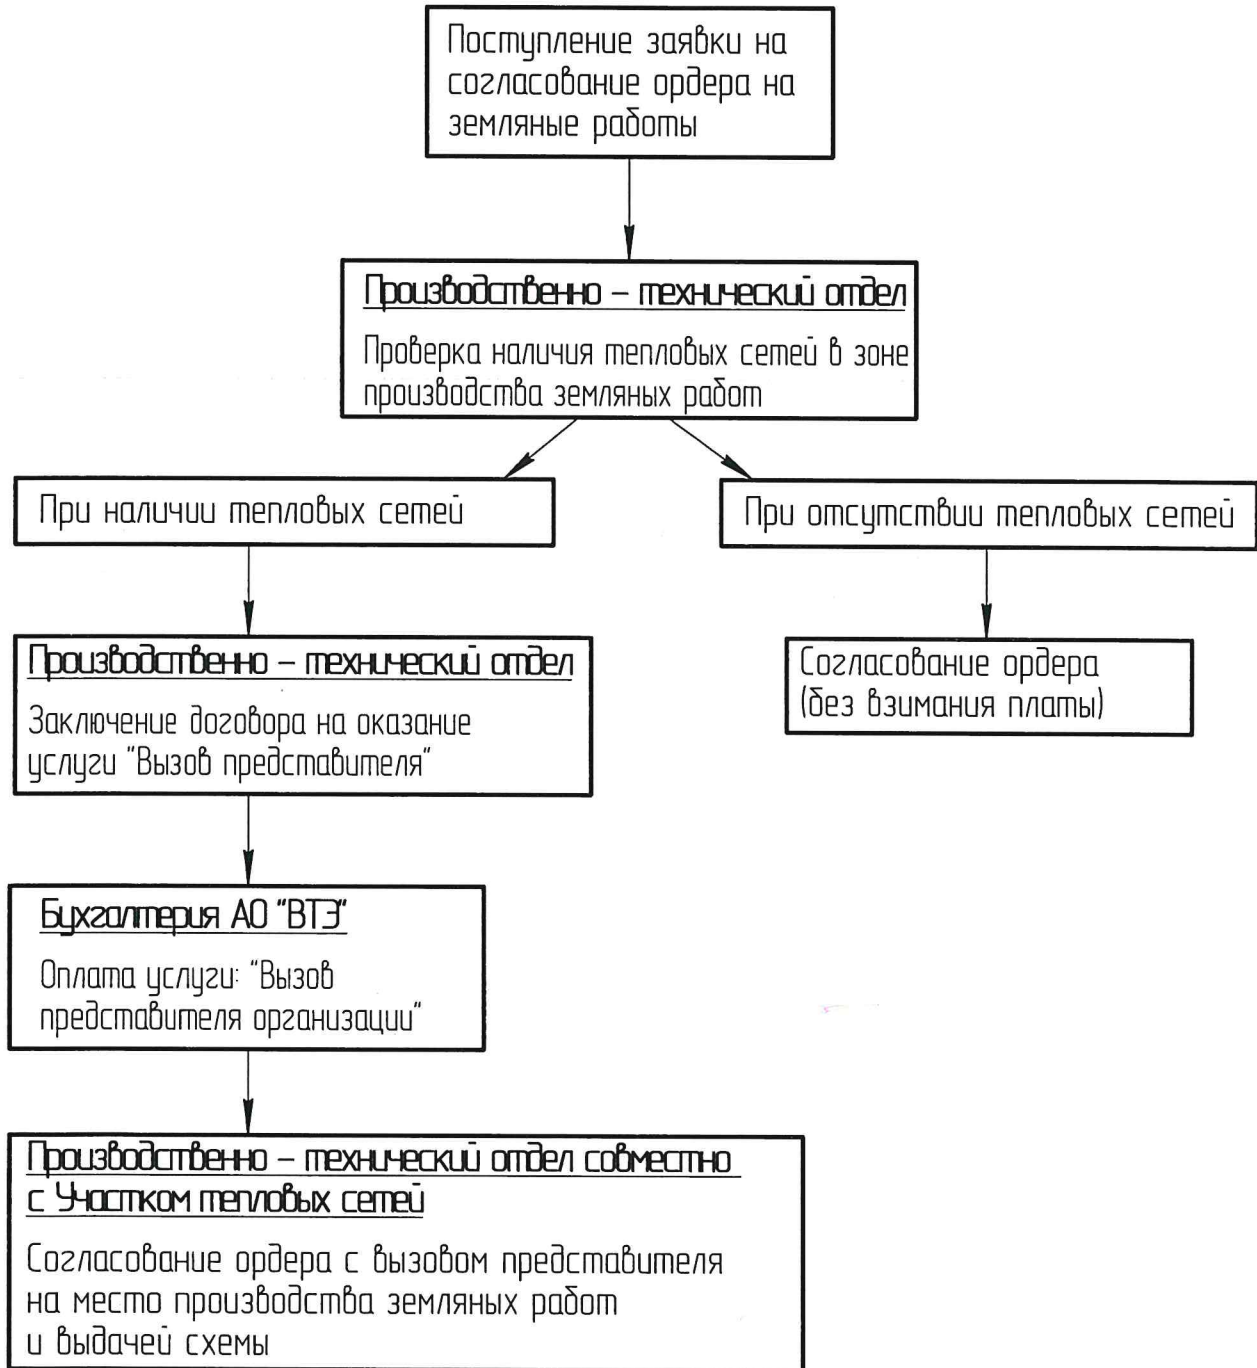 Поступление заявки на
согласование ордера на
земляные работы
Производственно – технический отдел
Проверка наличия тепловых сетей в зоне
производства земляных работ
При наличии тепловых сетей
При отсутствии тепловых сетей
Производственно – технический отдел
Заключение договора на оказание
услуги "Вызов представителя"
Согласование ордера
(без взимания платы)
Бухгалтерия АО "ВТЭ"
Оплата услуги: "Вызов
представителя организации"
Производственно – технический отдел совместно
с Участком тепловых сетей
Согласование ордера с вызовом представителя
на место производства земляных работ
и выдачей схемы